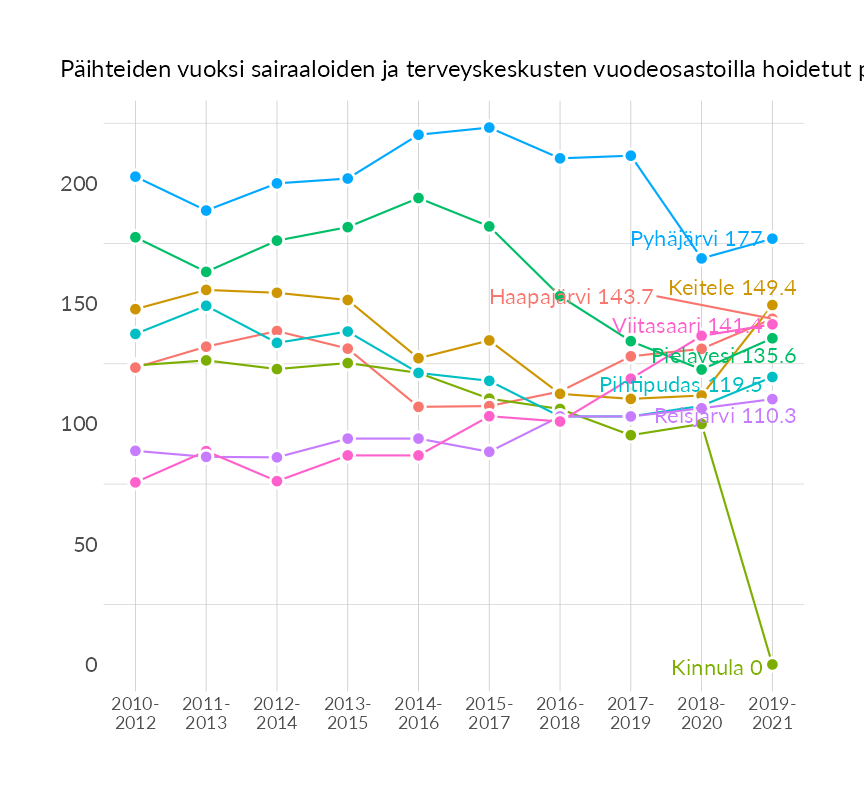 Päihteiden vuoksi sairaaloiden ja terveyskeskusten vuodeosastoilla hoidetut
200
150
100
50
0
Pyhäjärvi 177
Keitele 149.4
Haapajärvi 143.7
Viitasaari 141.4
Pielavesi 135.6
Pihtipudas 119.5
Reisjärvi 110.3
Kinnula 0
2010- 2011- 2012- 2013- 2014- 2015- 2016- 2017- 2018- 2019-
2012 2013 2014 2015 2016 2017 2018 2019 2020 2021